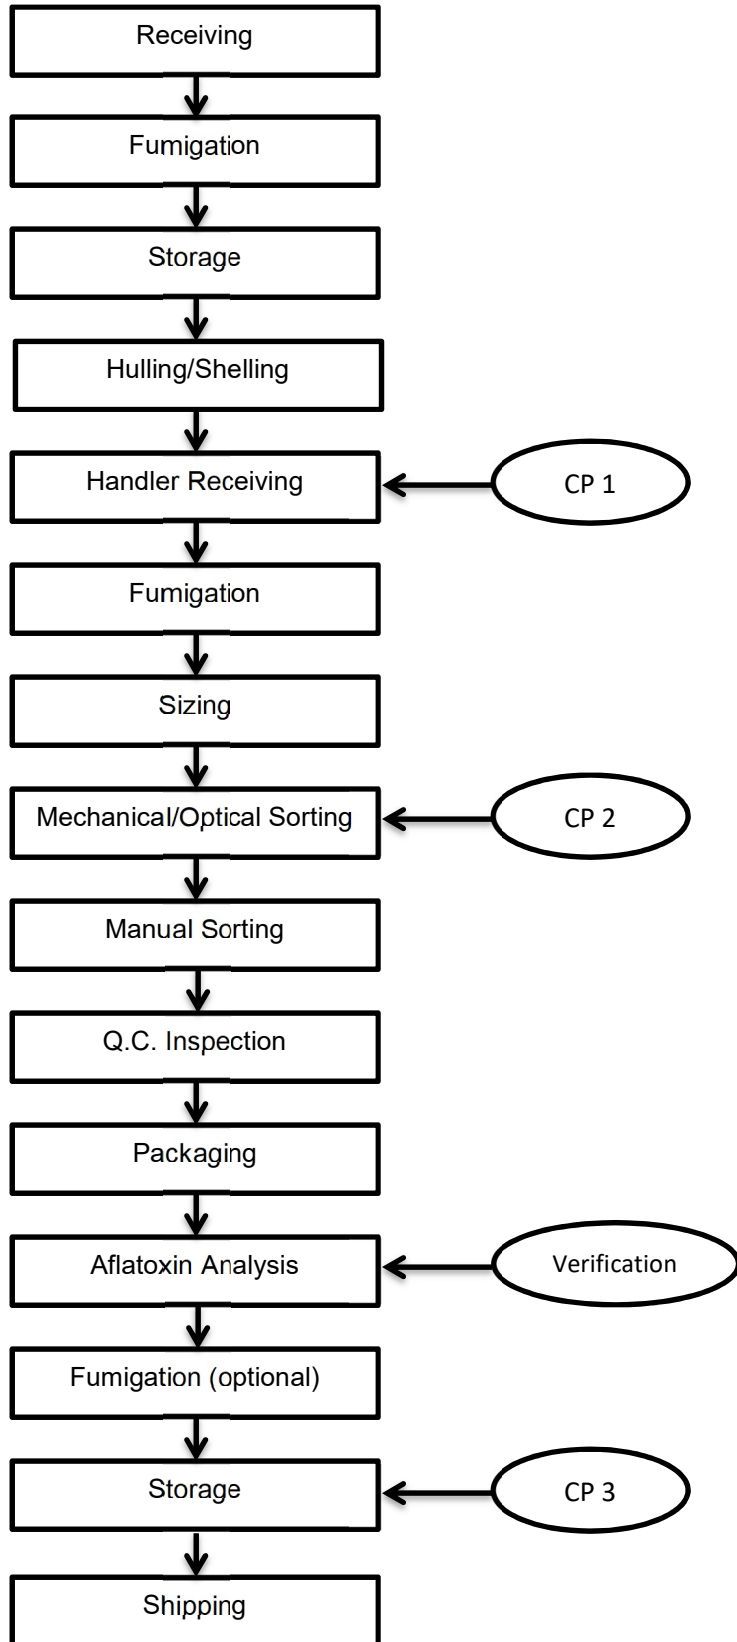 Receiving
Fumigation
Storage
Hulling/Shelling
Handler Receiving
CP 1
Fumigation
Sizing
Mechanical/Optical Sorting
CP 2
Manual Sorting
Q.C. Inspection
Packaging
Aflatoxin Analysis
Verification
Fumigation (optional)
Storage
CP 3
Shipping